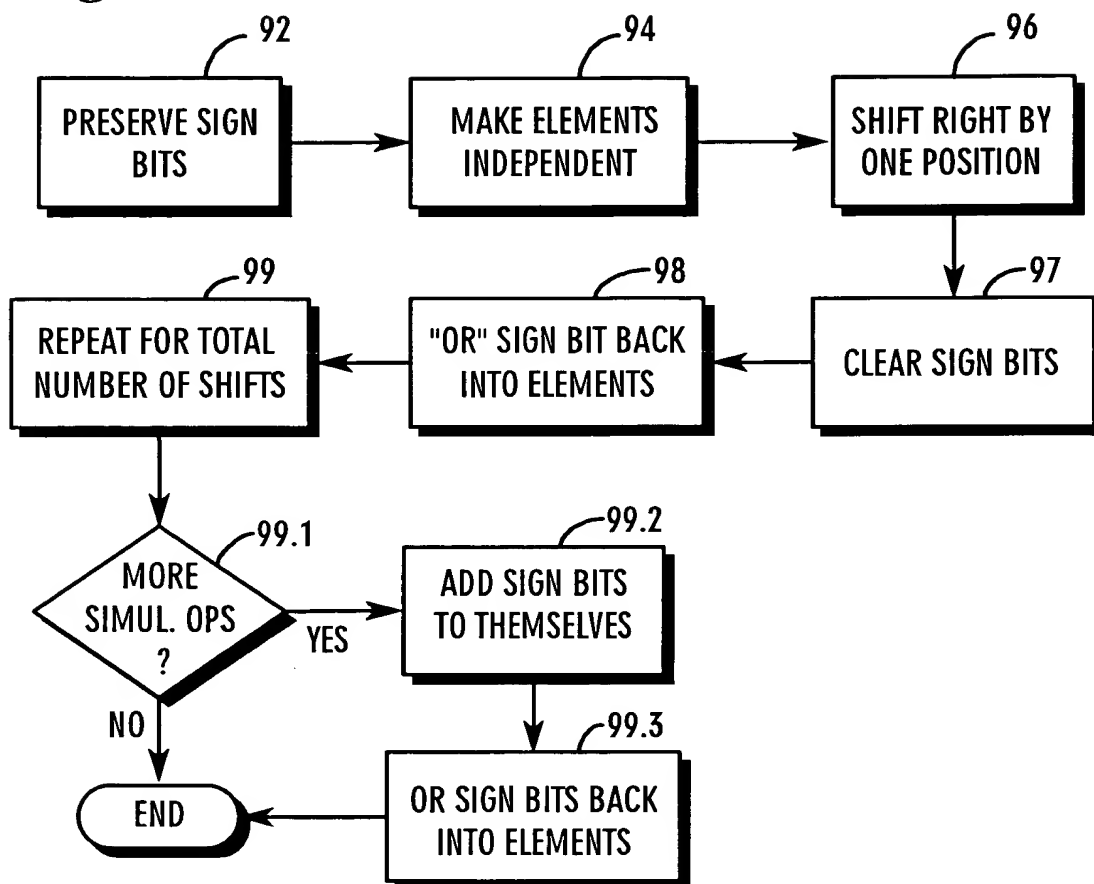 92
PRESERVE SIGN
BITS
94
MAKE ELEMENTS
INDEPENDENT
96
SHIFT RIGHT BY
ONE POSITION
97
CLEAR SIGN BITS
98
"OR" SIGN BIT BACK
INTO ELEMENTS
99
REPEAT FOR TOTAL
NUMBER OF SHIFTS
99.1
MORE
SIMUL. OPS
?
YES
NO
99.2
ADD SIGN BITS
TO THEMSELVES
99.3
OR SIGN BITS BACK
INTO ELEMENTS
END